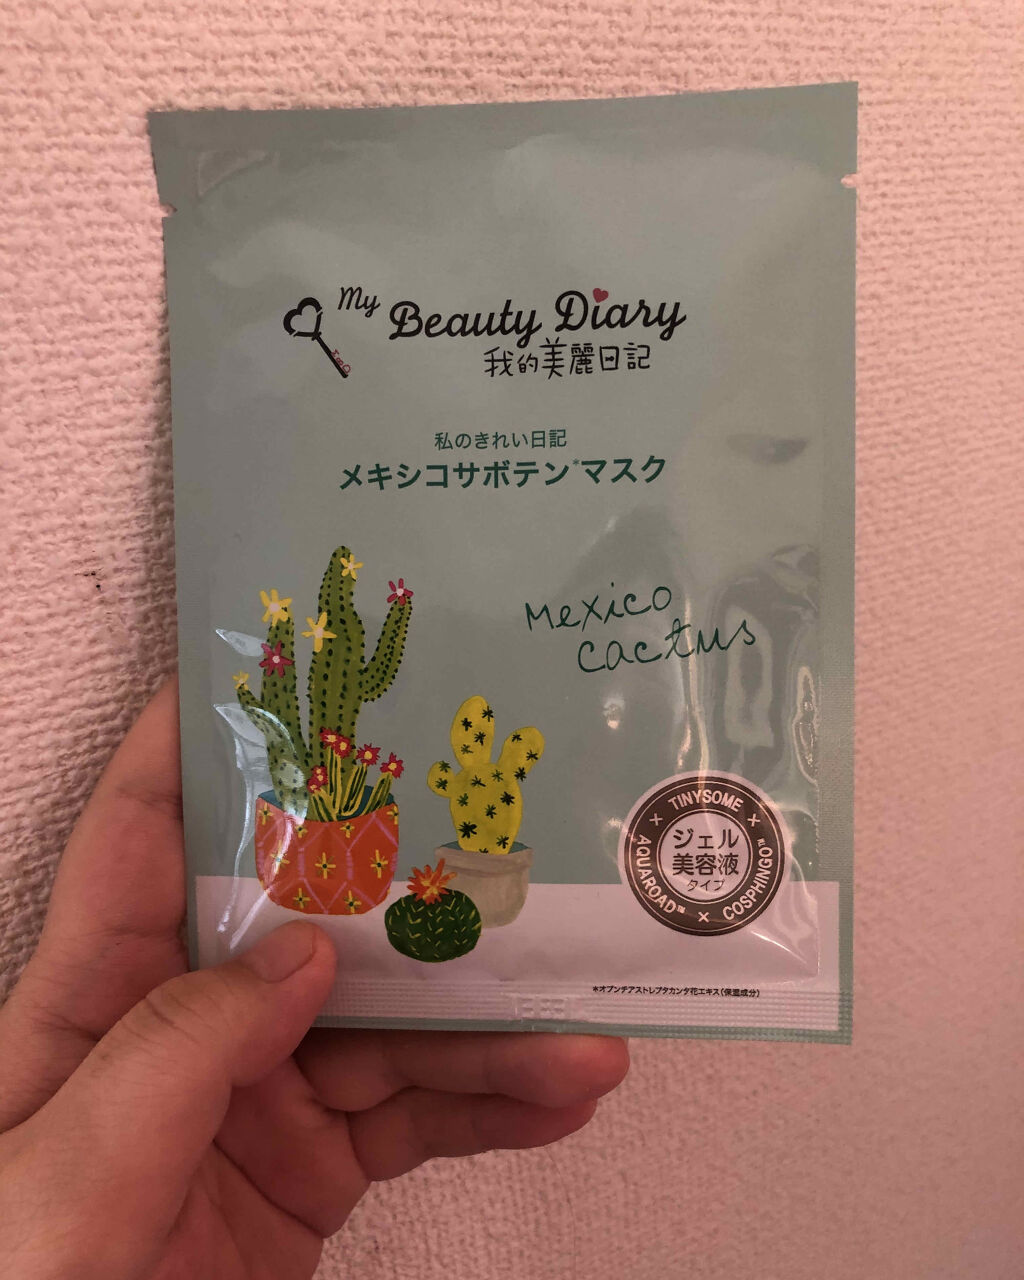 My Beauty Diary
我的美麗日記
私のきれい日記
メキシコサボテン*マスク
Mexico
cactus
TINYSOME × COSPHINGO™ × AQUAROAD™ ×
ジェル
美容液
タイプ
*オプンチアストレプタカンタ花エキス(保湿成分)